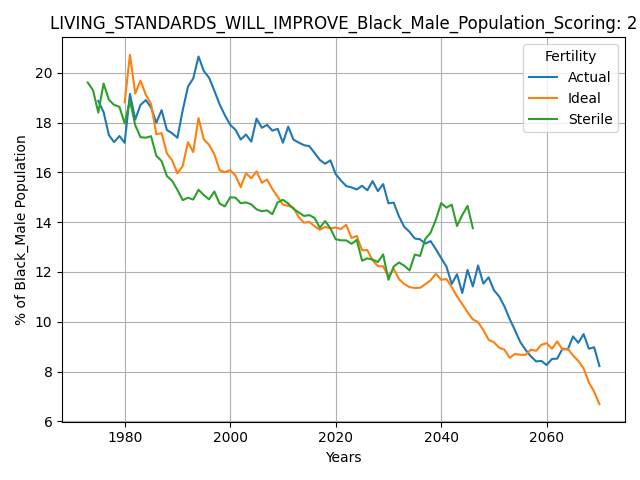 LIVING_STANDARDS_WILL_IMPROVE_Black_Male_Population_Scoring: 2
% of Black_Male Population
20
18
16
14
12
10
8
6
1980 2000 2020 2040 2060
Years
Fertility
Actual
Ideal
Sterile